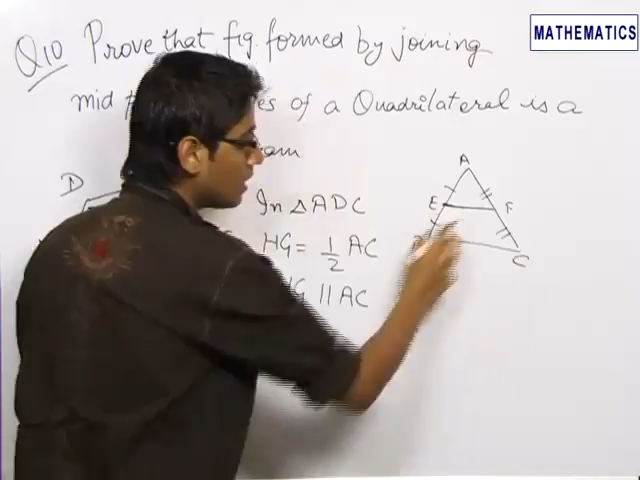 MATHEMATICS
Q10 Prove that fig. formed by joining
mid of a Quadrilateral is a
D
In △ADC
HG = 1/2 AC
|| AC
A
E F
C